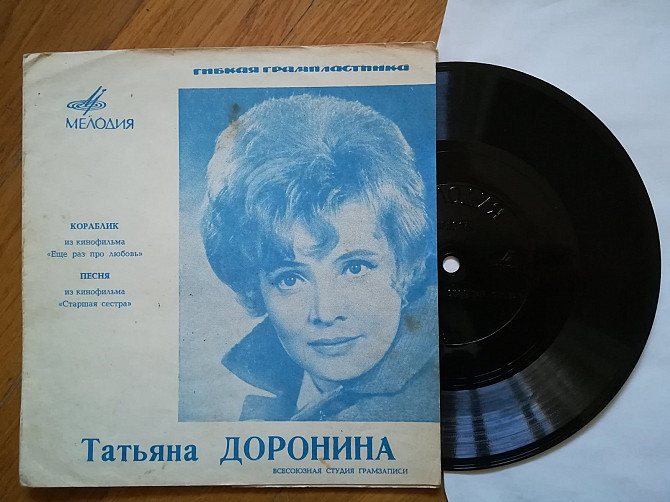 ГИБКАЯ ГРАМПЛАСТИНКА
МЕЛОДИЯ
КОРАБЛИК
из кинофильма
«Еще раз про любовь»
ПЕСНЯ
из кинофильма
«Старшая сестра»
Татьяна ДОРОНИНА
ВСЕСОЮЗНАЯ СТУДИЯ ГРАМЗАПИСИ